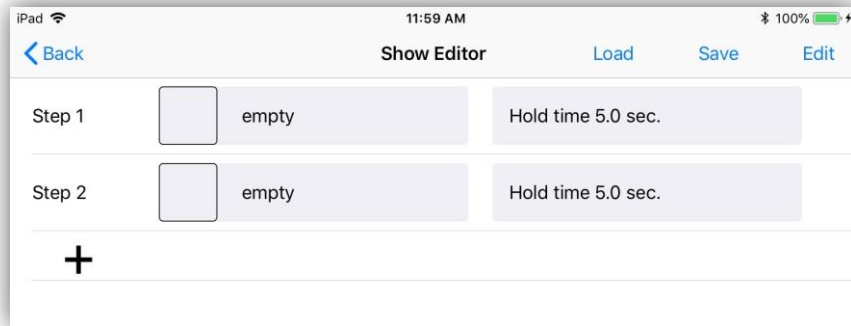 iPad 11:59 AM 100%
Back Show Editor Load Save Edit
Step 1 empty Hold time 5.0 sec.
Step 2 empty Hold time 5.0 sec.
+